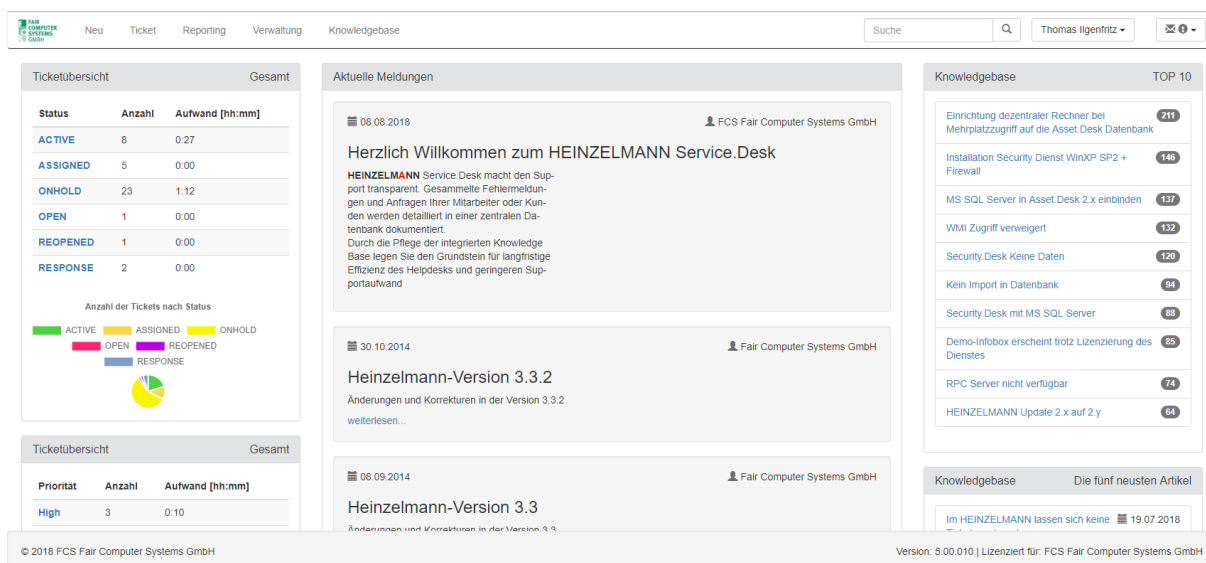 FAIR
COMPUTER
SYSTEMS
GMBH
Neu Ticket Reporting Verwaltung Knowledgebase
Suche
Thomas Ilgenfritz
Ticketübersicht Gesamt
Status Anzahl Aufwand [hh:mm]
ACTIVE 8 0:27
ASSIGNED 5 0:00
ONHOLD 23 1:12
OPEN 1 0:00
REOPENED 1 0:00
RESPONSE 2 0:00
Anzahl der Tickets nach Status
ACTIVE ASSIGNED ONHOLD
OPEN REOPENED
RESPONSE
Ticketübersicht Gesamt
Priorität Anzahl Aufwand [hh:mm]
High 3 0:10
Aktuelle Meldungen
08.08.2018 FCS Fair Computer Systems GmbH
Herzlich Willkommen zum HEINZELMANN Service.Desk
HEINZELMANN Service.Desk macht den Sup-
port transparent. Gesammelte Fehlermeldun-
gen und Anfragen Ihrer Mitarbeiter oder Kun-
den werden detailliert in einer zentralen Da-
tenbank dokumentiert.
Durch die Pflege der integrierten Knowledge
Base legen Sie den Grundstein für langfristige
Effizienz des Helpdesks und geringeren Sup-
portaufwand
30.10.2014 Fair Computer Systems GmbH
Heinzelmann-Version 3.3.2
Änderungen und Korrekturen in der Version 3.3.2
weiterlesen...
08.09.2014 Fair Computer Systems GmbH
Heinzelmann-Version 3.3
Änderungen und Korrekturen in der Version 3.3
Knowledgebase TOP 10
Einrichtung dezentraler Rechner bei 211
Mehrplatzzugriff auf die Asset.Desk Datenbank
Installation Security Dienst WinXP SP2 + 146
Firewall
MS SQL Server in Asset.Desk 2.x einbinden 137
WMI Zugriff verweigert 132
Security.Desk Keine Daten 120
Kein Import in Datenbank 94
Security.Desk mit MS SQL Server 88
Demo-Infobox erscheint trotz Lizenzierung des 85
Dienstes
RPC Server nicht verfügbar 74
HEINZELMANN Update 2.x auf 2.y 64
Knowledgebase Die fünf neusten Artikel
Im HEINZELMANN lassen sich keine 19.07.2018
© 2018 FCS Fair Computer Systems GmbH
Version: 5.00.010 | Lizenziert für: FCS Fair Computer Systems GmbH